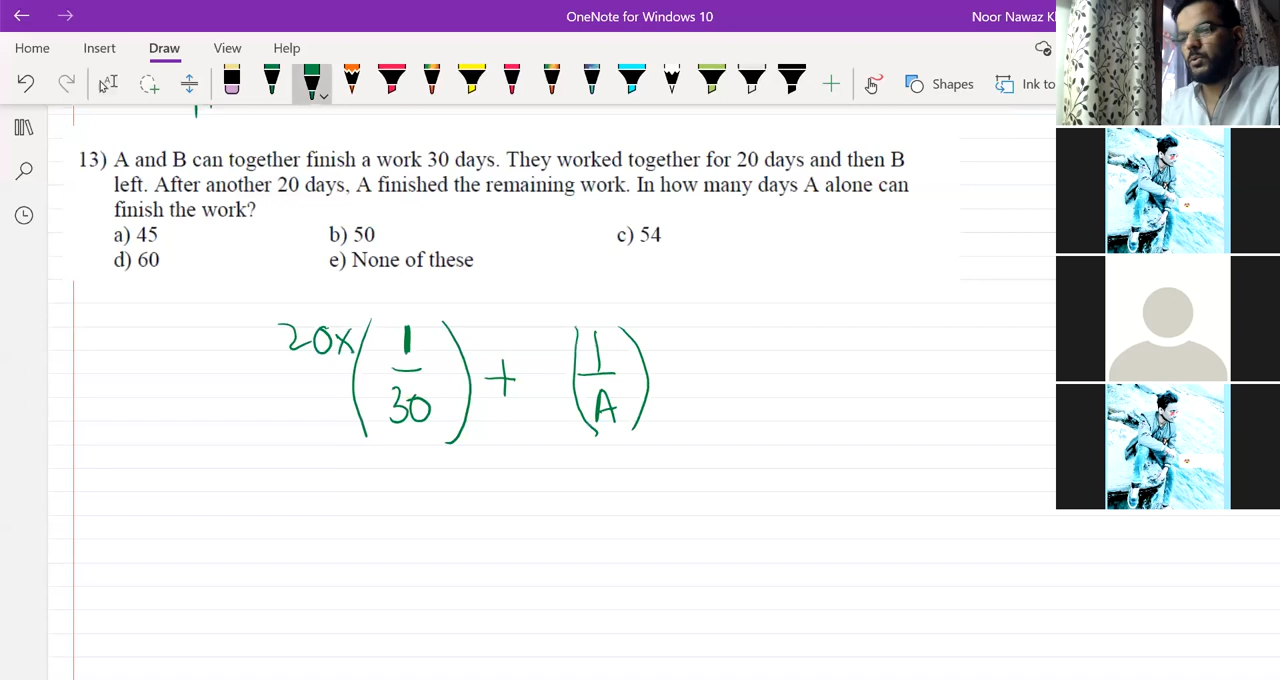 OneNote for Windows 10
Noor Nawaz Kh
Home Insert Draw View Help
Shapes
Ink to
13) A and B can together finish a work 30 days. They worked together for 20 days and then B
left. After another 20 days, A finished the remaining work. In how many days A alone can
finish the work?
a) 45 b) 50 c) 54
d) 60 e) None of these
20x(1/30) + (1/A)